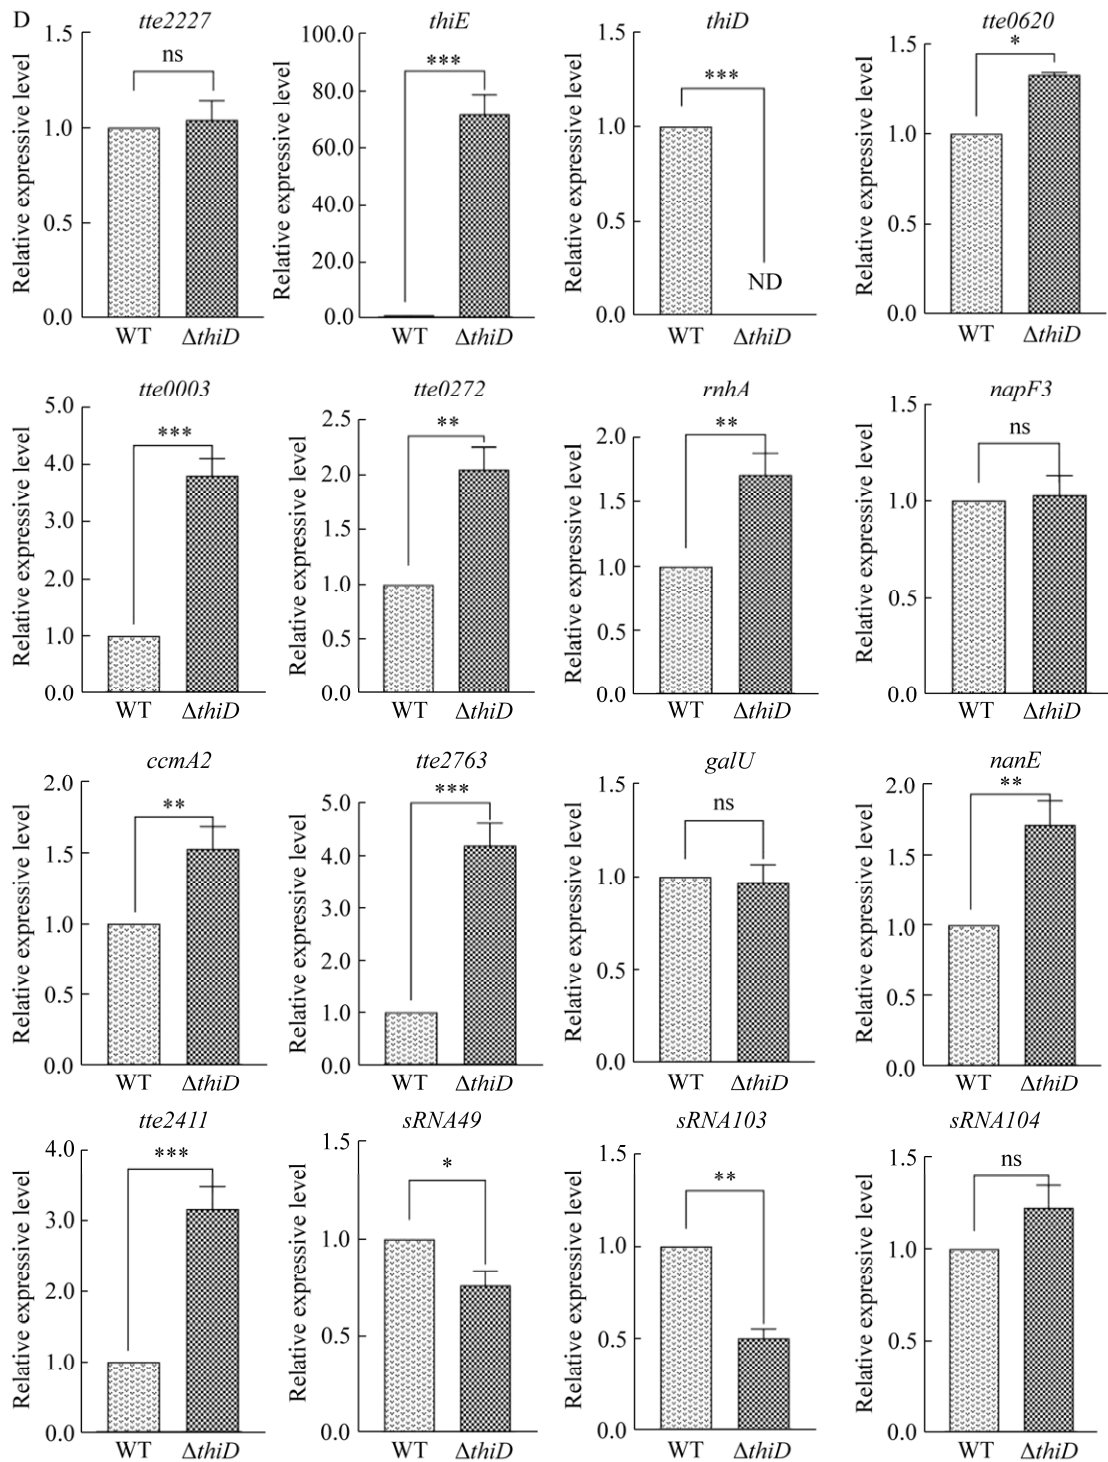 D
tte2227
thiE
thiD
tte0620
Relative expressive level
1.5
1.0
0.5
0.0
ns
WT
ΔthiD
Relative expressive level
100.0
80.0
60.0
40.0
20.0
0.0
***
WT
ΔthiD
Relative expressive level
1.5
1.0
0.5
0.0
***
ND
WT
ΔthiD
Relative expressive level
1.5
1.0
0.5
0.0
*
WT
ΔthiD
tte0003
tte0272
rnhA
napF3
Relative expressive level
5.0
4.0
3.0
2.0
1.0
0.0
***
WT
ΔthiD
Relative expressive level
2.5
2.0
1.5
1.0
0.5
0.0
**
WT
ΔthiD
Relative expressive level
2.0
1.5
1.0
0.5
0.0
**
WT
ΔthiD
Relative expressive level
1.5
1.0
0.5
0.0
ns
WT
ΔthiD
ccmA2
tte2763
galU
nanE
Relative expressive level
2.0
1.5
1.0
0.5
0.0
**
WT
ΔthiD
Relative expressive level
5.0
4.0
3.0
2.0
1.0
0.0
***
WT
ΔthiD
Relative expressive level
1.5
1.0
0.5
0.0
ns
WT
ΔthiD
Relative expressive level
2.0
1.5
1.0
0.5
0.0
**
WT
ΔthiD
tte2411
sRNA49
sRNA103
sRNA104
Relative expressive level
4.0
3.0
2.0
1.0
0.0
***
WT
ΔthiD
Relative expressive level
1.5
1.0
0.5
0.0
*
WT
ΔthiD
Relative expressive level
1.5
1.0
0.5
0.0
**
WT
ΔthiD
Relative expressive level
1.5
1.0
0.5
0.0
ns
WT
ΔthiD